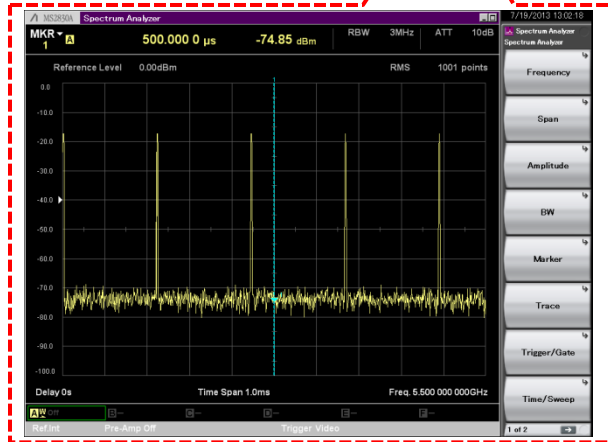 MS2830A Spectrum Analyzer
7/19/2013 13:02:18
MKR 1 A 500.000 0 µs -74.85 dBm RBW 3MHz ATT 10dB
Spectrum Analyzer
Spectrum Analyzer
Reference Level 0.00dBm RMS 1001 points
Frequency
0.0
-10.0
Span
-20.0
-30.0
Amplitude
-40.0
BW
-50.0
-60.0
Marker
-70.0
Trace
-80.0
-90.0
Trigger/Gate
-100.0
Delay 0s Time Span 1.0ms Freq. 5.500 000 000GHz
Time/Sweep
Off
Ref.Int Pre-Amp Off Trigger Video
1 of 2